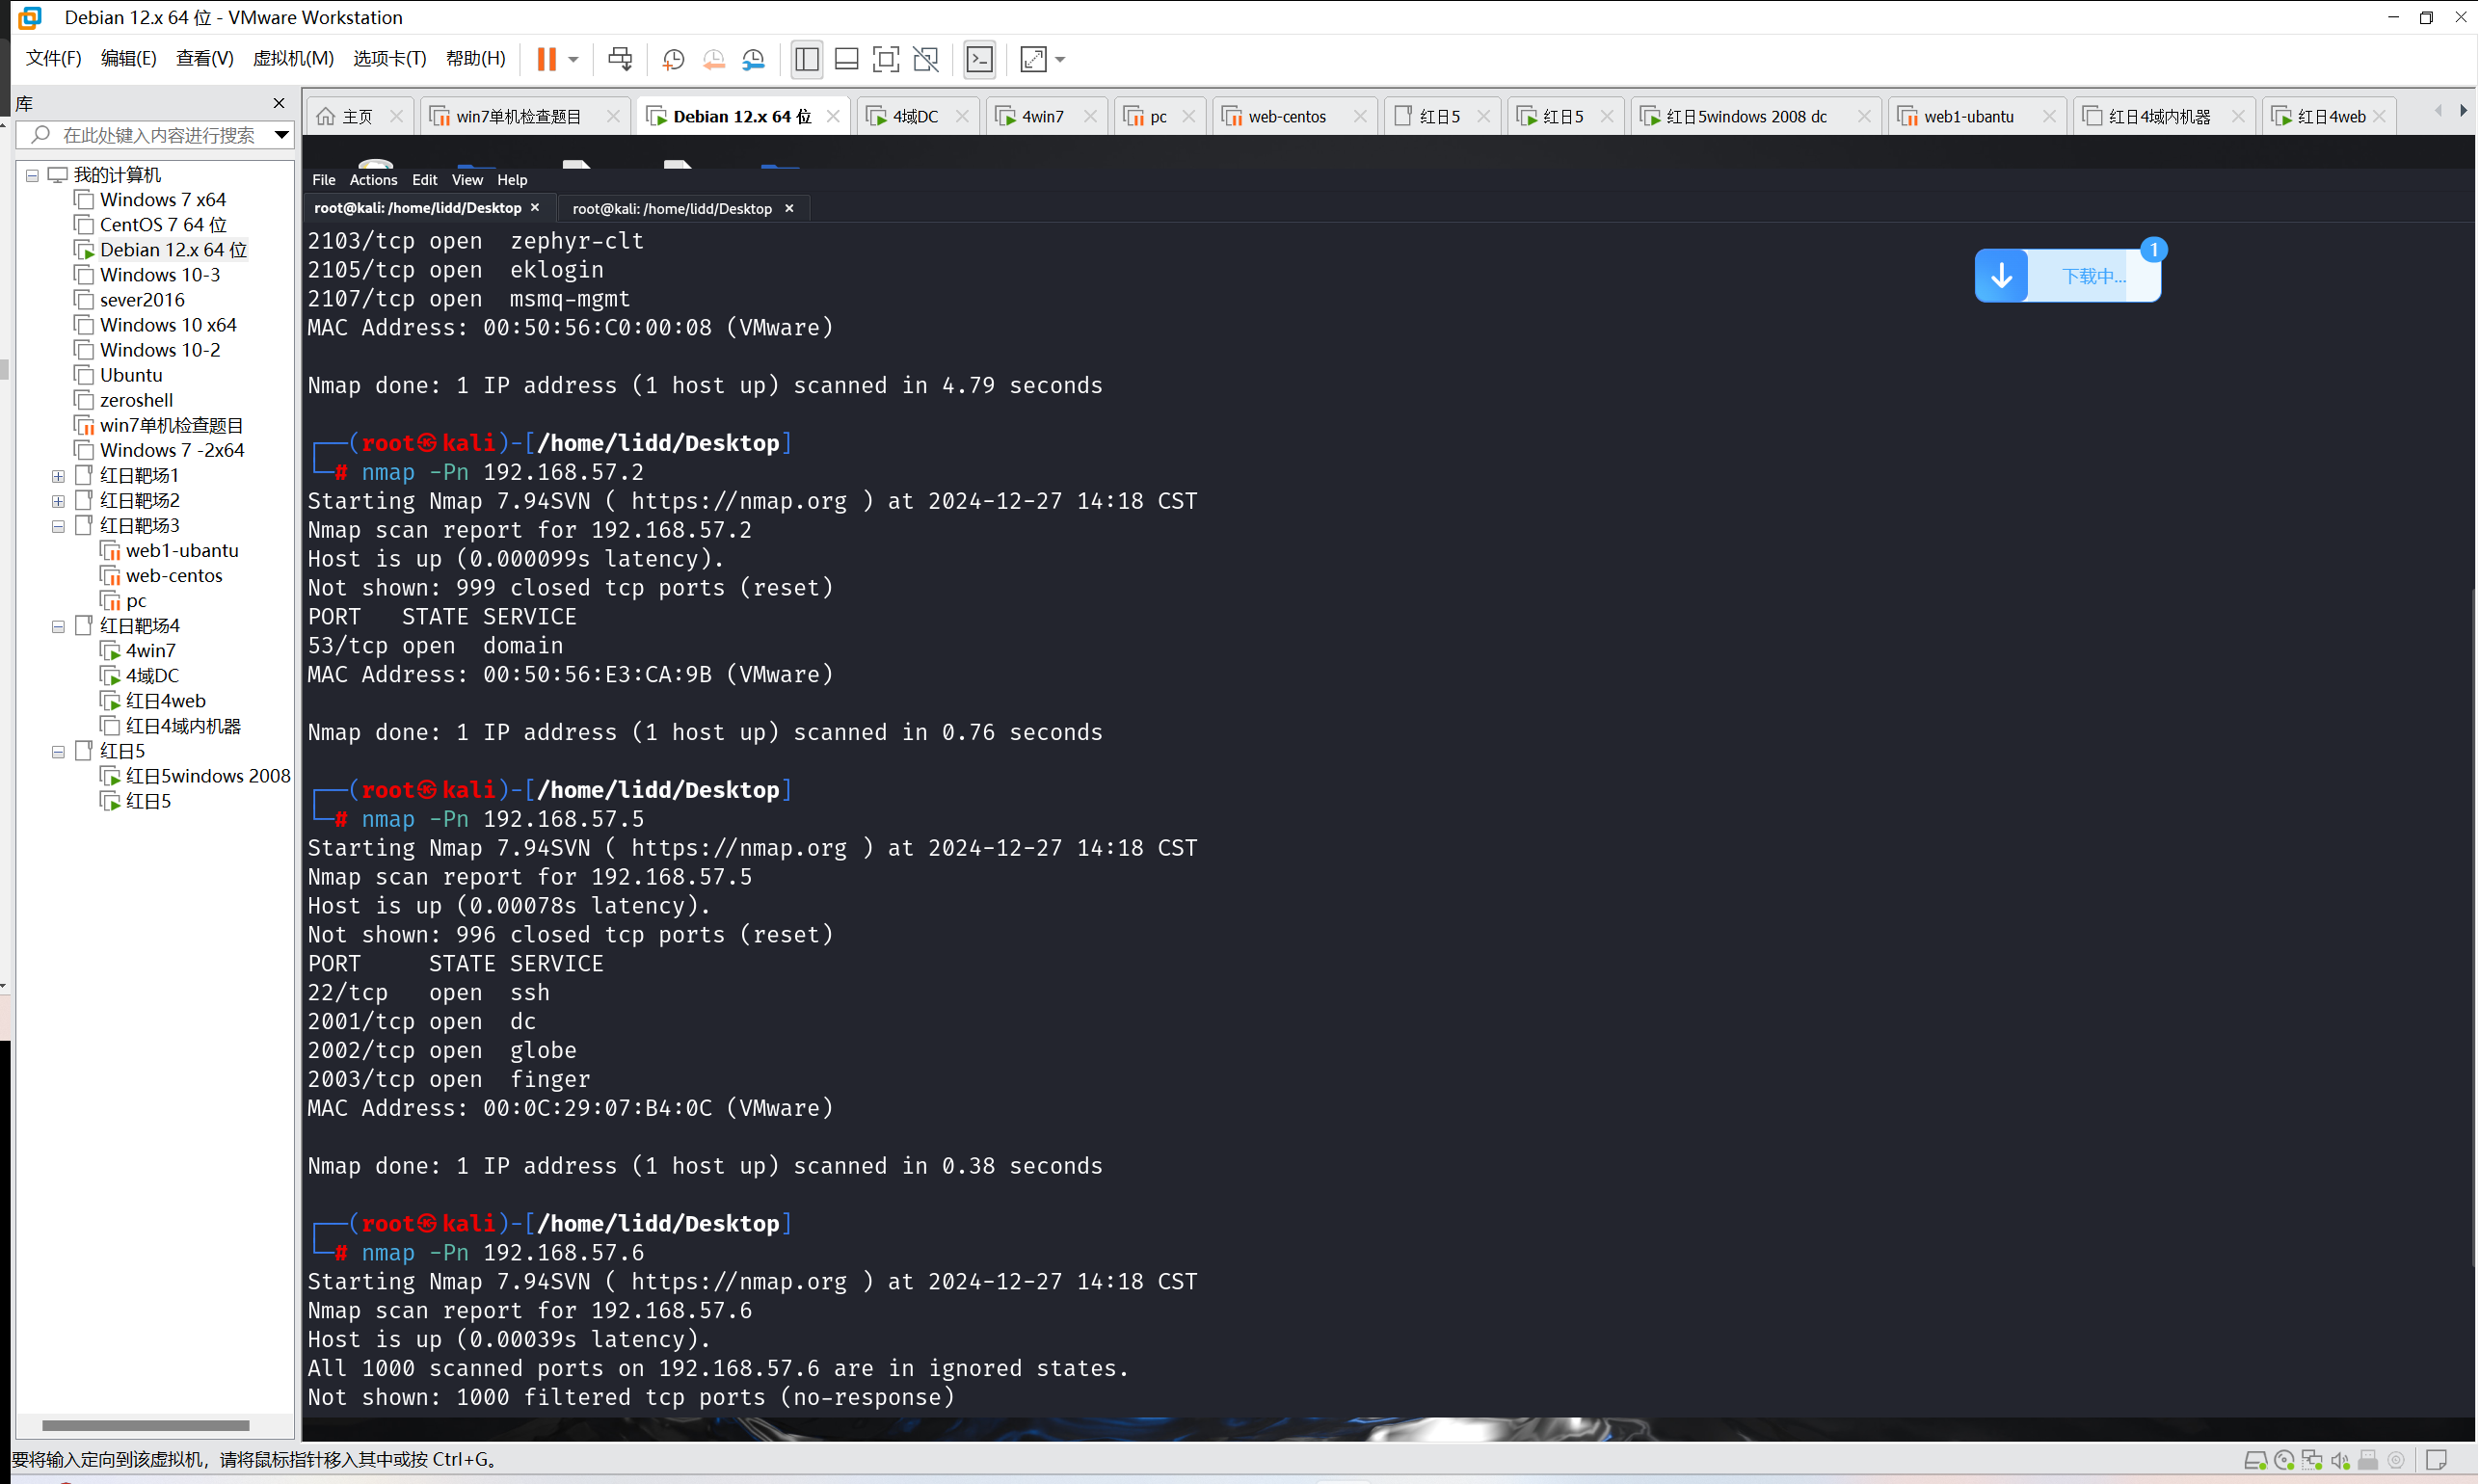 Debian 12.x 64 位 - VMware Workstation
文件(F) 编辑(E) 查看(V) 虚拟机(M) 选项卡(T) 帮助(H)
库
在此处键入内容进行搜索
我的计算机
Windows 7 x64
CentOS 7 64 位
Debian 12.x 64 位
Windows 10-3
sever2016
Windows 10 x64
Windows 10-2
Ubuntu
zeroshell
win7单机检查题目
Windows 7 -2x64
红日靶场1
红日靶场2
红日靶场3
web1-ubantu
web-centos
pc
红日靶场4
4win7
4域DC
红日4web
红日4域内机器
红日5
红日5windows 2008
红日5
主页 win7单机检查题目 Debian 12.x 64 位 4域DC 4win7 pc web-centos 红日5 红日5 红日5windows 2008 dc web1-ubantu 红日4域内机器 红日4web
File Actions Edit View Help
root@kali: /home/lidd/Desktop root@kali: /home/lidd/Desktop
1
下载中...
2103/tcp open zephyr-clt
2105/tcp open eklogin
2107/tcp open msmq-mgmt
MAC Address: 00:50:56:C0:00:08 (VMware)
Nmap done: 1 IP address (1 host up) scanned in 4.79 seconds
┌──(root㉿kali)-[/home/lidd/Desktop]
└─# nmap -Pn 192.168.57.2
Starting Nmap 7.94SVN ( https://nmap.org ) at 2024-12-27 14:18 CST
Nmap scan report for 192.168.57.2
Host is up (0.000099s latency).
Not shown: 999 closed tcp ports (reset)
PORT STATE SERVICE
53/tcp open domain
MAC Address: 00:50:56:E3:CA:9B (VMware)
Nmap done: 1 IP address (1 host up) scanned in 0.76 seconds
┌──(root㉿kali)-[/home/lidd/Desktop]
└─# nmap -Pn 192.168.57.5
Starting Nmap 7.94SVN ( https://nmap.org ) at 2024-12-27 14:18 CST
Nmap scan report for 192.168.57.5
Host is up (0.00078s latency).
Not shown: 996 closed tcp ports (reset)
PORT STATE SERVICE
22/tcp open ssh
2001/tcp open dc
2002/tcp open globe
2003/tcp open finger
MAC Address: 00:0C:29:07:B4:0C (VMware)
Nmap done: 1 IP address (1 host up) scanned in 0.38 seconds
┌──(root㉿kali)-[/home/lidd/Desktop]
└─# nmap -Pn 192.168.57.6
Starting Nmap 7.94SVN ( https://nmap.org ) at 2024-12-27 14:18 CST
Nmap scan report for 192.168.57.6
Host is up (0.00039s latency).
All 1000 scanned ports on 192.168.57.6 are in ignored states.
Not shown: 1000 filtered tcp ports (no-response)
要将输入定向到该虚拟机，请将鼠标指针移入其中或按 Ctrl+G。